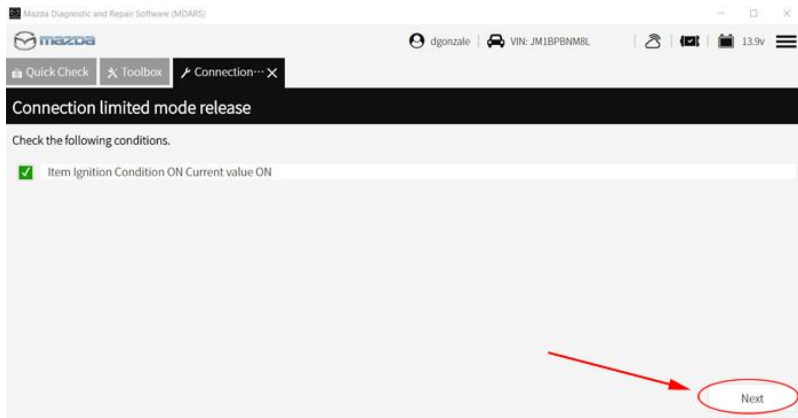 Mazda Diagnostic and Repair Software (MDARS)
mazda
dgonzale
VIN: JM1BPBNM8L
13.9v
Quick Check
Toolbox
Connection⋯
Connection limited mode release
Check the following conditions.
Item Ignition Condition ON Current value ON
Next